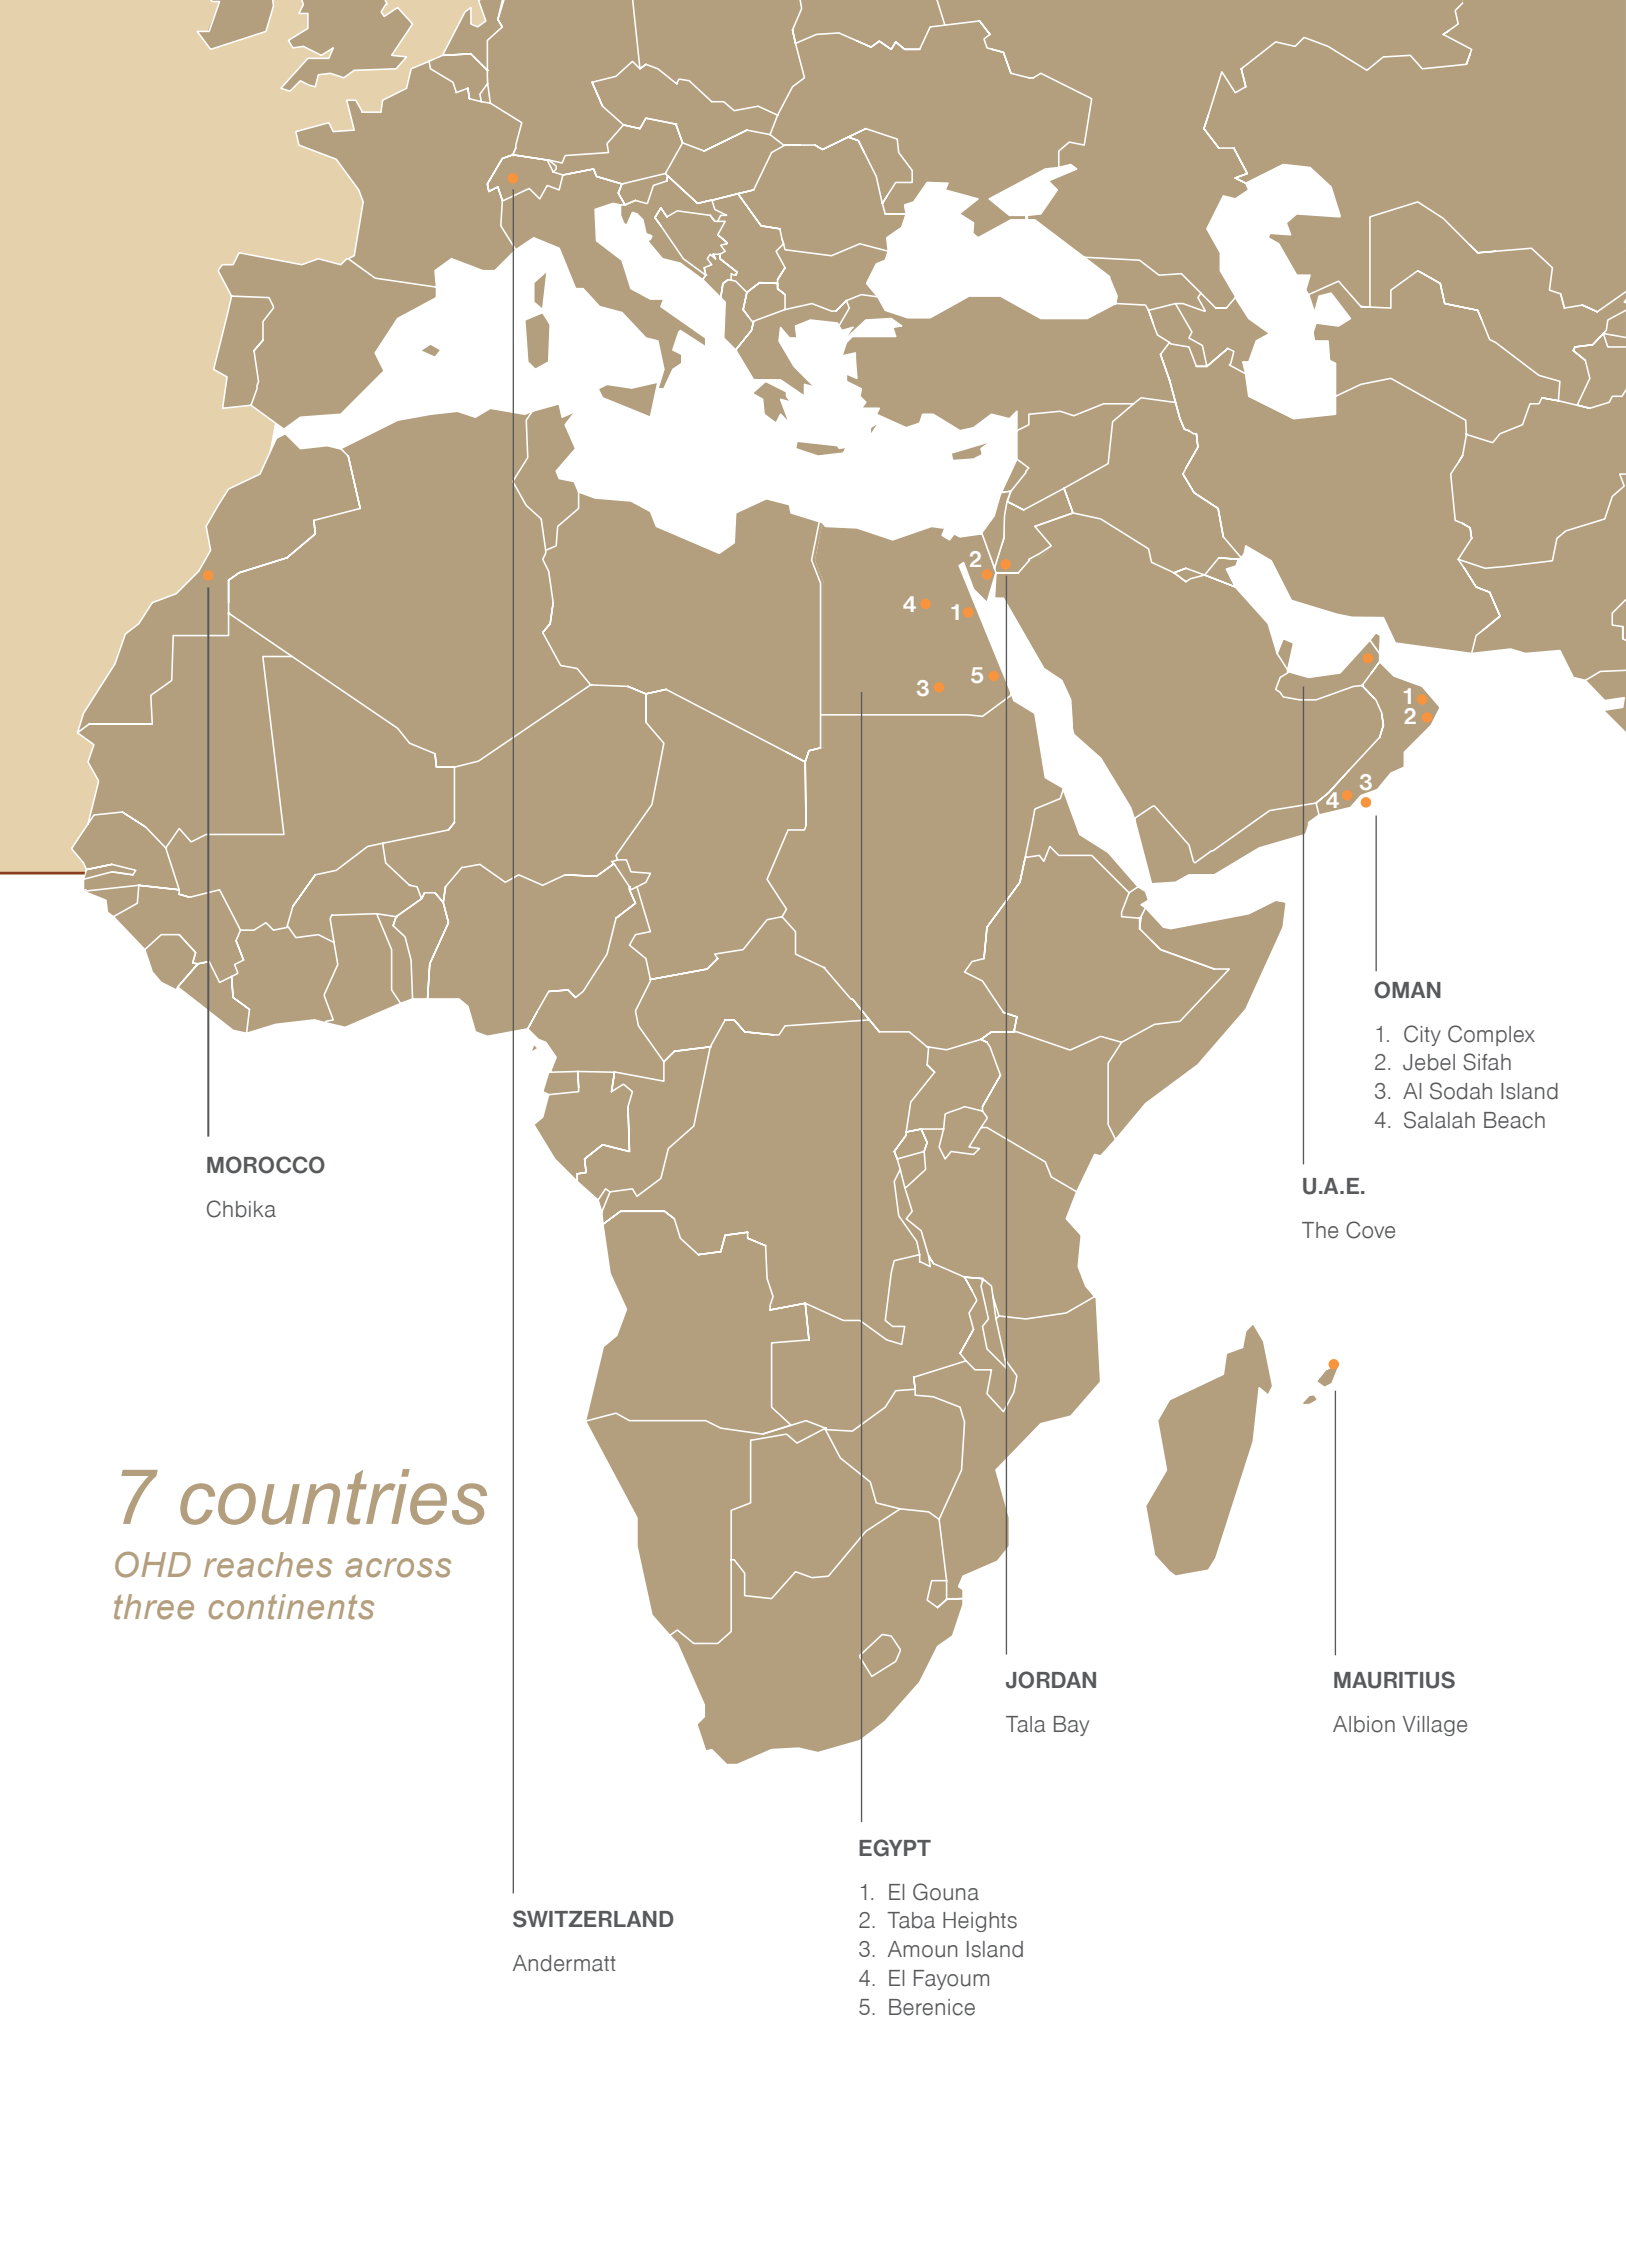 2
4
1
5
3
1
2
3
4
OMAN
1. City Complex
2. Jebel Sifah
3. Al Sodah Island
4. Salalah Beach
MOROCCO
Chbika
U.A.E.
The Cove
7 countries
OHD reaches across
three continents
JORDAN
Tala Bay
MAURITIUS
Albion Village
EGYPT
1. El Gouna
2. Taba Heights
3. Amoun Island
4. El Fayoum
5. Berenice
SWITZERLAND
Andermatt